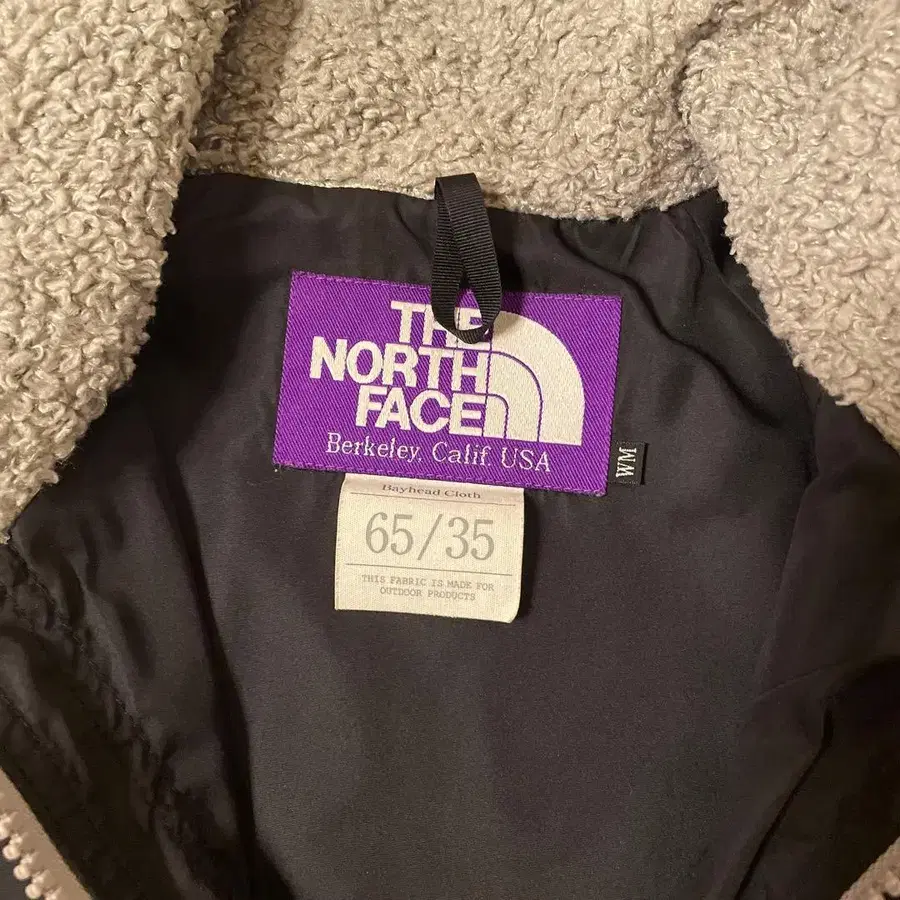 THE
NORTH
FACE
Berkeley, Calif. USA
WM
Bayhead Cloth
65/35
THIS FABRIC IS MADE FOR
OUTDOOR PRODUCTS